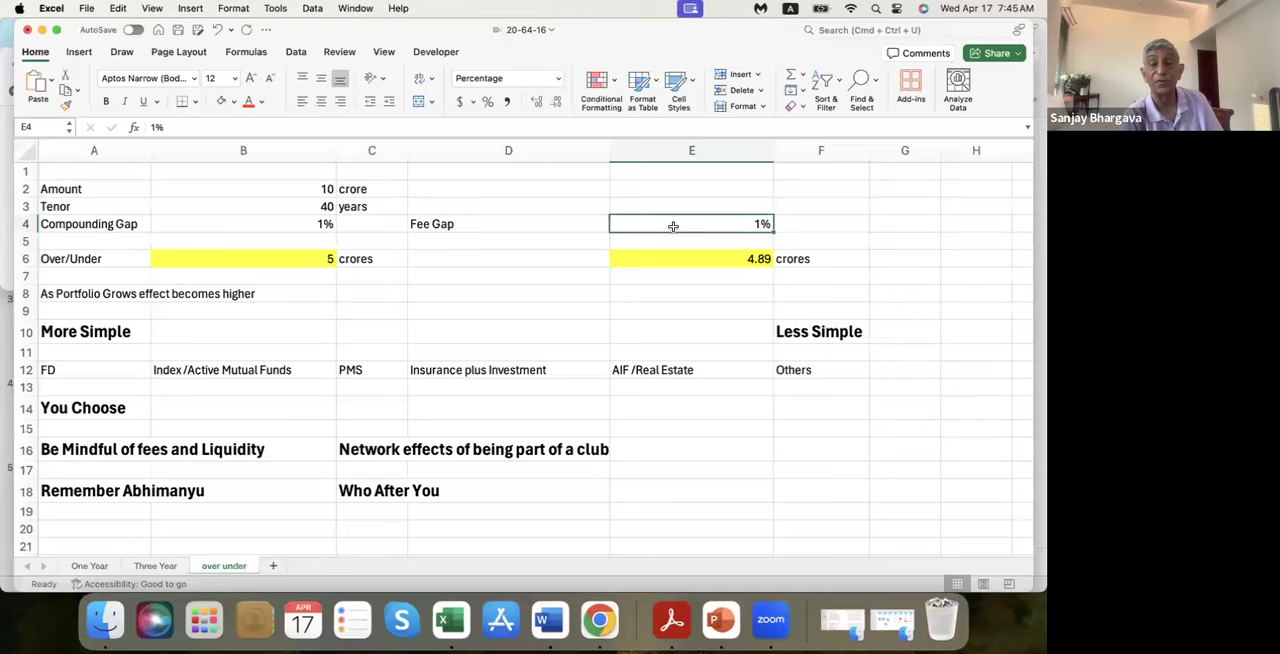 Excel File Edit View Insert Format Tools Data Window Help A Wed Apr 17 7:45 AM
AutoSave 20-64-16 Search (Cmd + Ctrl + U)
Home Insert Draw Page Layout Formulas Data Review View Automate Developer Comments Share
Paste Aptos Narrow (Bod... 12 A A Percentage Conditional Formatting Format as Table Cell Styles Insert Delete Format Sort & Filter Find & Select Add-ins Analyze Data
B I U A $ %
Sanjay Bhargava
E4 fx 1%
A B C D E F G H
1
2 Amount 10 crore
3 Tenor 40 years
4 Compounding Gap 1% Fee Gap 1%
5
6 Over/Under 5 crores 4.89 crores
7
8 As Portfolio Grows effect becomes higher
9
10 More Simple Less Simple
11
12 FD Index /Active Mutual Funds PMS Insurance plus Investment AIF /Real Estate Others
13
14 You Choose
15
16 Be Mindful of fees and Liquidity Network effects of being part of a club
17
18 Remember Abhimanyu Who After You
19
20
21
One Year Three Year over under +
Ready Accessibility: Good to go
APR
17 S X W zoom